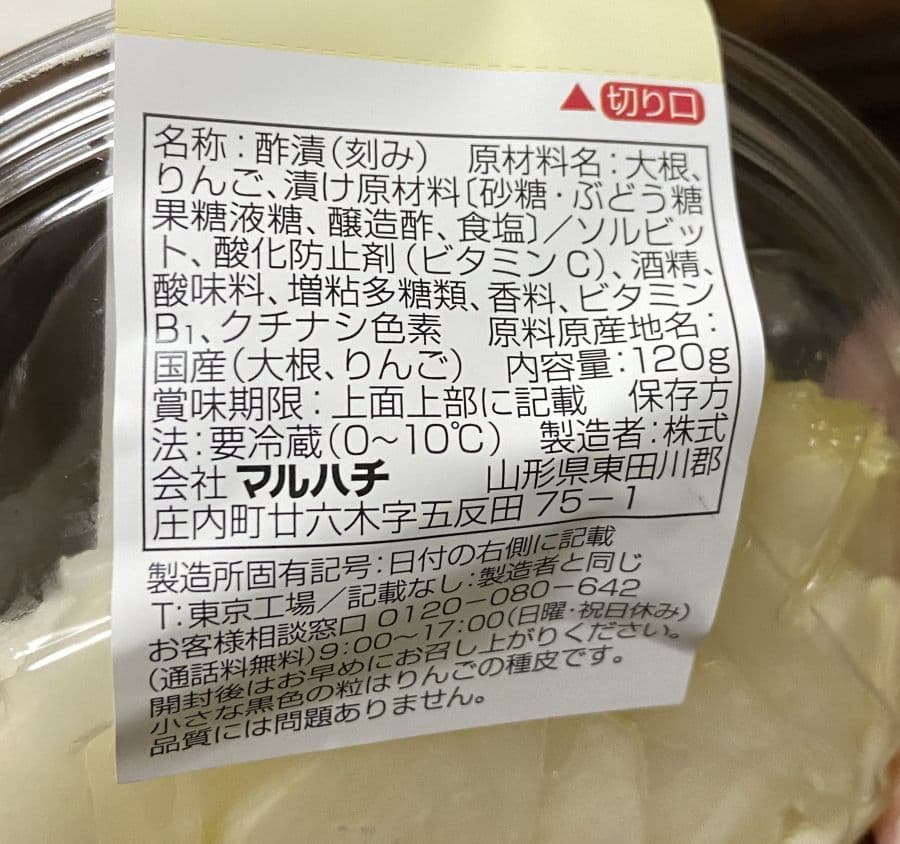 ▲切り口
名称：酢漬（刻み）　原材料名：大根、
りんご、漬け原材料〔砂糖・ぶどう糖
果糖液糖、醸造酢、食塩〕／ソルビッ
ト、酸化防止剤（ビタミンC）、酒精、
酸味料、増粘多糖類、香料、ビタミン
B₁、クチナシ色素　原料原産地名：
国産（大根、りんご）　内容量：120g
賞味期限：上面上部に記載　保存方
法：要冷蔵（0～10℃）　製造者：株式
会社 マルハチ　山形県東田川郡
庄内町廿六木字五反田 75－1
製造所固有記号：日付の右側に記載
T：東京工場／記載なし：製造者と同じ
お客様相談窓口 0120－080－642
（通話料無料）9：00～17：00（日曜・祝日休み）
開封後はお早めにお召し上がりください。
小さな黒色の粒はりんごの種皮です。
品質には問題ありません。